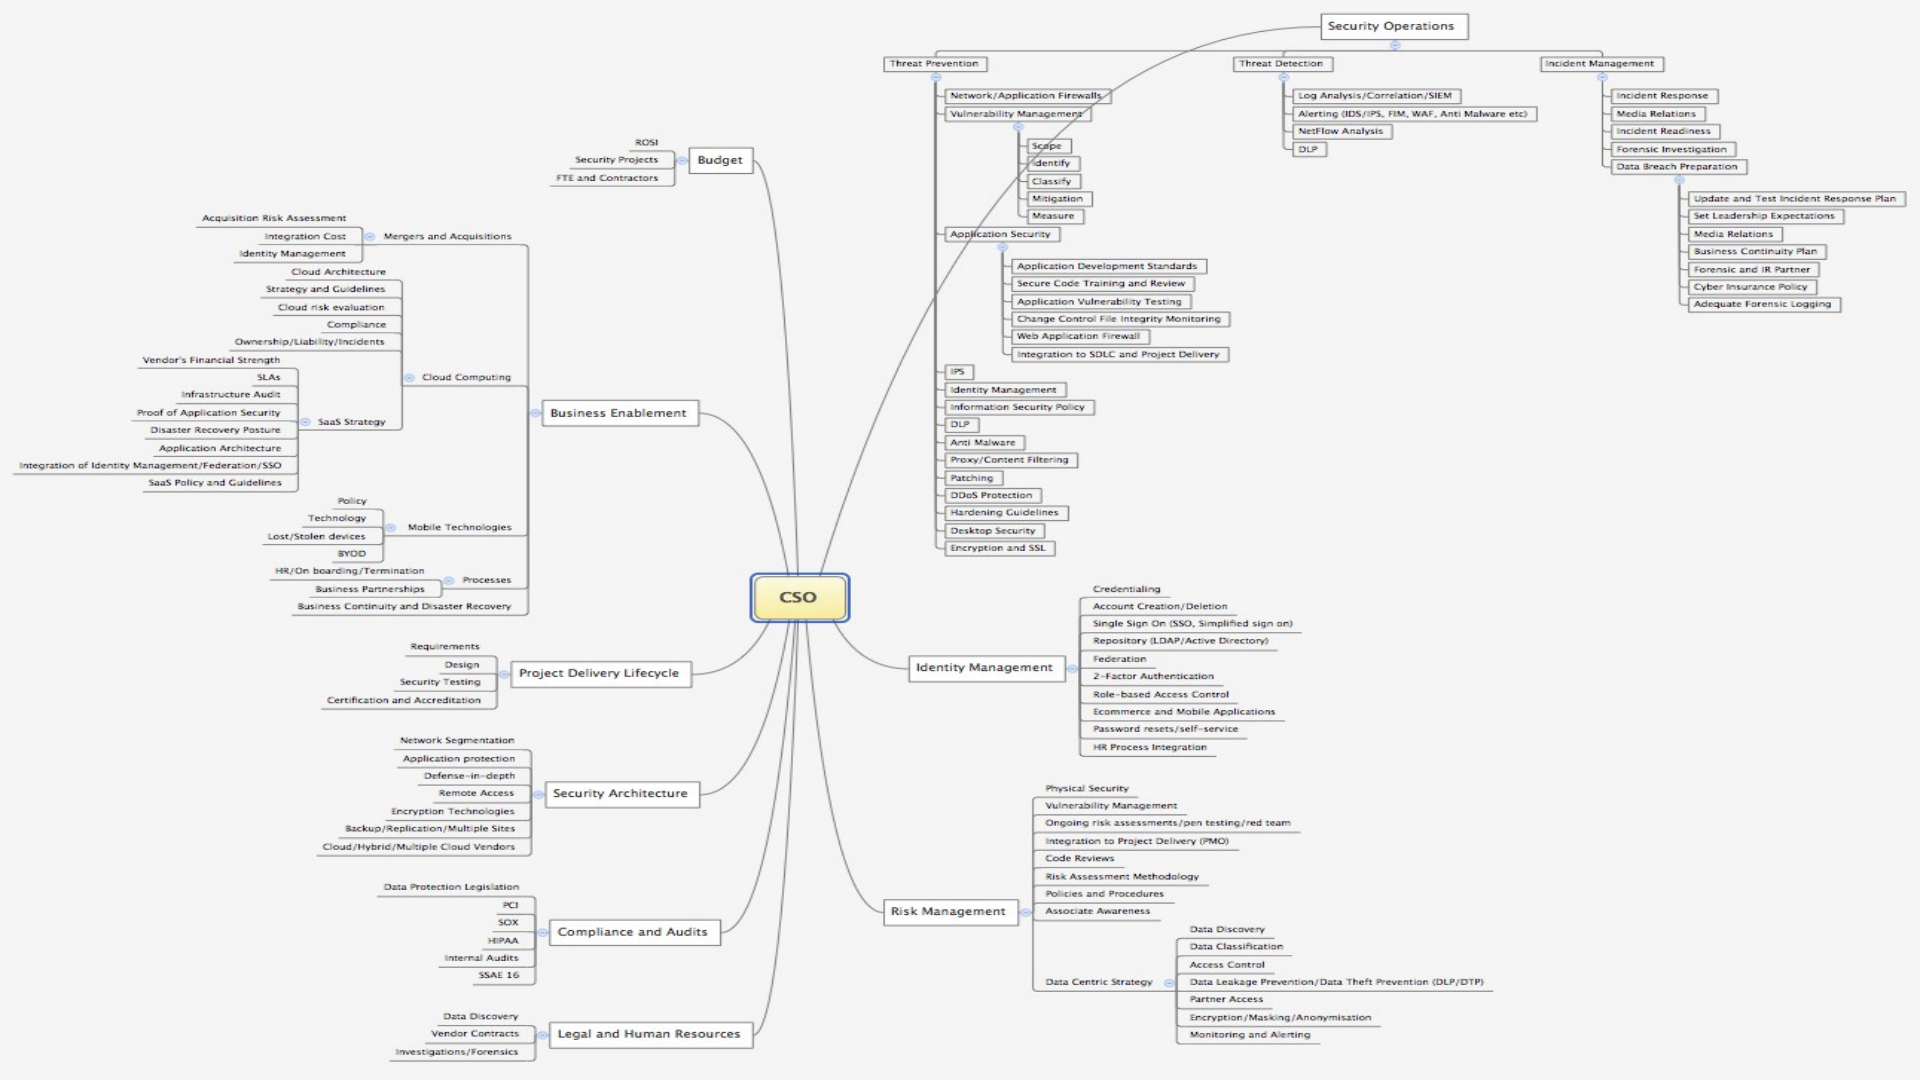 CSO
Security Operations
Threat Prevention
Network/Application Firewalls
Vulnerability Management
Scope
Identify
Classify
Mitigation
Measure
Application Security
Application Development Standards
Secure Code Training and Review
Application Vulnerability Testing
Change Control File Integrity Monitoring
Web Application Firewall
Integration to SDLC and Project Delivery
IPS
Identity Management
Information Security Policy
DLP
Anti Malware
Proxy/Content Filtering
Patching
DDoS Protection
Hardening Guidelines
Desktop Security
Encryption and SSL
Threat Detection
Log Analysis/Correlation/SIEM
Alerting (IDS/IPS, FIM, WAF, Anti Malware etc)
NetFlow Analysis
DLP
Incident Management
Incident Response
Media Relations
Incident Readiness
Forensic Investigation
Data Breach Preparation
Update and Test Incident Response Plan
Set Leadership Expectations
Media Relations
Business Continuity Plan
Forensic and IR Partner
Cyber Insurance Policy
Adequate Forensic Logging
Identity Management
Credentialing
Account Creation/Deletion
Single Sign On (SSO, Simplified sign on)
Repository (LDAP/Active Directory)
Federation
2-Factor Authentication
Role-based Access Control
Ecommerce and Mobile Applications
Password resets/self-service
HR Process Integration
Risk Management
Physical Security
Vulnerability Management
Ongoing risk assessments/pen testing/red team
Integration to Project Delivery (PMO)
Code Reviews
Risk Assessment Methodology
Policies and Procedures
Associate Awareness
Data Centric Strategy
Data Discovery
Data Classification
Access Control
Data Leakage Prevention/Data Theft Prevention (DLP/DTP)
Partner Access
Encryption/Masking/Anonymisation
Monitoring and Alerting
Budget
ROSI
Security Projects
FTE and Contractors
Business Enablement
Mergers and Acquisitions
Acquisition Risk Assessment
Integration Cost
Identity Management
Cloud Computing
Cloud Architecture
Strategy and Guidelines
Cloud risk evaluation
Compliance
Ownership/Liability/Incidents
SaaS Strategy
Vendor's Financial Strength
SLAs
Infrastructure Audit
Proof of Application Security
Disaster Recovery Posture
Application Architecture
Integration of Identity Management/Federation/SSO
SaaS Policy and Guidelines
Mobile Technologies
Policy
Technology
Lost/Stolen devices
BYOD
Processes
HR/On boarding/Termination
Business Partnerships
Business Continuity and Disaster Recovery
Project Delivery Lifecycle
Requirements
Design
Security Testing
Certification and Accreditation
Security Architecture
Network Segmentation
Application protection
Defense-in-depth
Remote Access
Encryption Technologies
Backup/Replication/Multiple Sites
Cloud/Hybrid/Multiple Cloud Vendors
Compliance and Audits
Data Protection Legislation
PCI
SOX
HIPAA
Internal Audits
SSAE 16
Legal and Human Resources
Data Discovery
Vendor Contracts
Investigations/Forensics